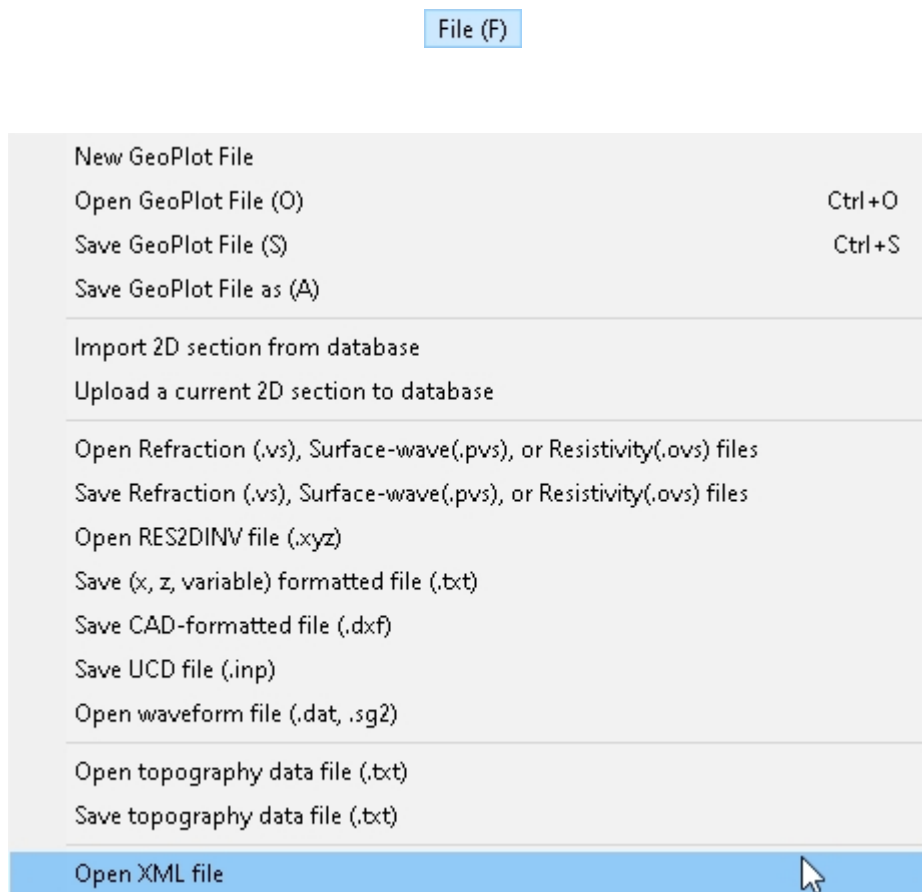 File (F)
New GeoPlot File
Open GeoPlot File (O) Ctrl+O
Save GeoPlot File (S) Ctrl+S
Save GeoPlot File as (A)
Import 2D section from database
Upload a current 2D section to database
Open Refraction (.vs), Surface-wave(.pvs), or Resistivity(.ovs) files
Save Refraction (.vs), Surface-wave(.pvs), or Resistivity(.ovs) files
Open RES2DINV file (.xyz)
Save (x, z, variable) formatted file (.txt)
Save CAD-formatted file (.dxf)
Save UCD file (.inp)
Open waveform file (.dat, .sg2)
Open topography data file (.txt)
Save topography data file (.txt)
Open XML file